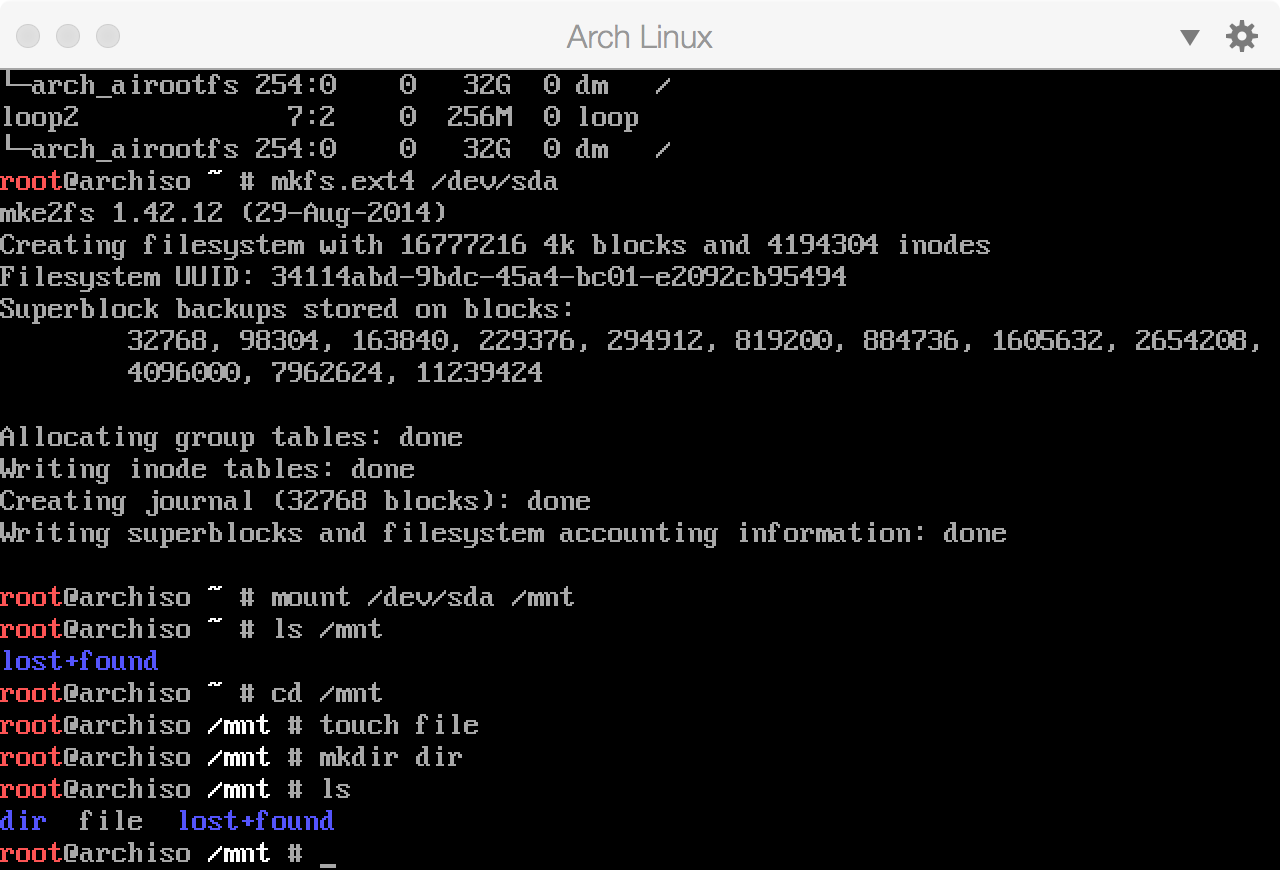 Arch Linux
└─arch_airootfs 254:0    0   32G  0 dm   /
loop2             7:2    0  256M  0 loop
└─arch_airootfs 254:0    0   32G  0 dm   /
root@archiso ~ # mkfs.ext4 /dev/sda
mke2fs 1.42.12 (29-Aug-2014)
Creating filesystem with 16777216 4k blocks and 4194304 inodes
Filesystem UUID: 34114abd-9bdc-45a4-bc01-e2092cb95494
Superblock backups stored on blocks:
        32768, 98304, 163840, 229376, 294912, 819200, 884736, 1605632, 2654208,
        4096000, 7962624, 11239424

Allocating group tables: done
Writing inode tables: done
Creating journal (32768 blocks): done
Writing superblocks and filesystem accounting information: done

root@archiso ~ # mount /dev/sda /mnt
root@archiso ~ # ls /mnt
lost+found
root@archiso ~ # cd /mnt
root@archiso /mnt # touch file
root@archiso /mnt # mkdir dir
root@archiso /mnt # ls
dir  file  lost+found
root@archiso /mnt # _